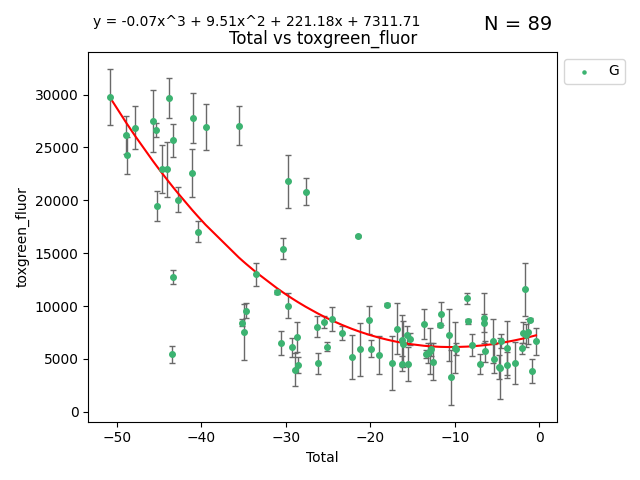 y = -0.07x^3 + 9.51x^2 + 221.18x + 7311.71
N = 89
Total vs toxgreen_fluor
G
30000
25000
20000
15000
10000
5000
0
toxgreen_fluor
−50 −40 −30 −20 −10 0
Total